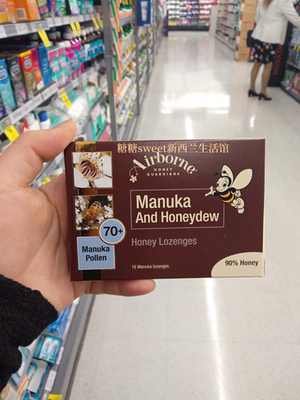 糖糖sweet新西兰生活馆
Airborne
HONEY
GUARDIANS
Manuka
And Honeydew
70+
Manuka
Pollen
Honey Lozenges
16 Manuka lozenges.
90% Honey